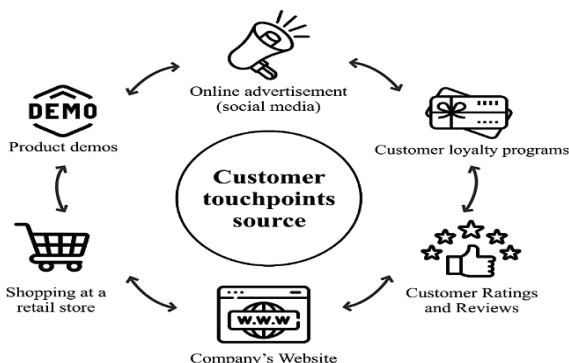 Online advertisement
(social media)
DEMO
Product demos
Customer loyalty programs
Customer
touchpoints
source
Shopping at a
retail store
Customer Ratings
and Reviews
W.W.W
Company's Website